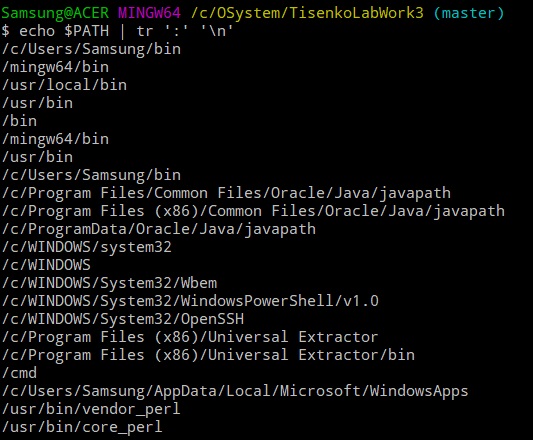 Samsung@ACER MINGW64 /c/OSystem/TisenkoLabWork3 (master)
$ echo $PATH | tr ':' '\n'
/c/Users/Samsung/bin
/mingw64/bin
/usr/local/bin
/usr/bin
/bin
/mingw64/bin
/usr/bin
/c/Users/Samsung/bin
/c/Program Files/Common Files/Oracle/Java/javapath
/c/Program Files (x86)/Common Files/Oracle/Java/javapath
/c/ProgramData/Oracle/Java/javapath
/c/WINDOWS/system32
/c/WINDOWS
/c/WINDOWS/System32/Wbem
/c/WINDOWS/System32/WindowsPowerShell/v1.0
/c/WINDOWS/System32/OpenSSH
/c/Program Files (x86)/Universal Extractor
/c/Program Files (x86)/Universal Extractor/bin
/cmd
/c/Users/Samsung/AppData/Local/Microsoft/WindowsApps
/usr/bin/vendor_perl
/usr/bin/core_perl